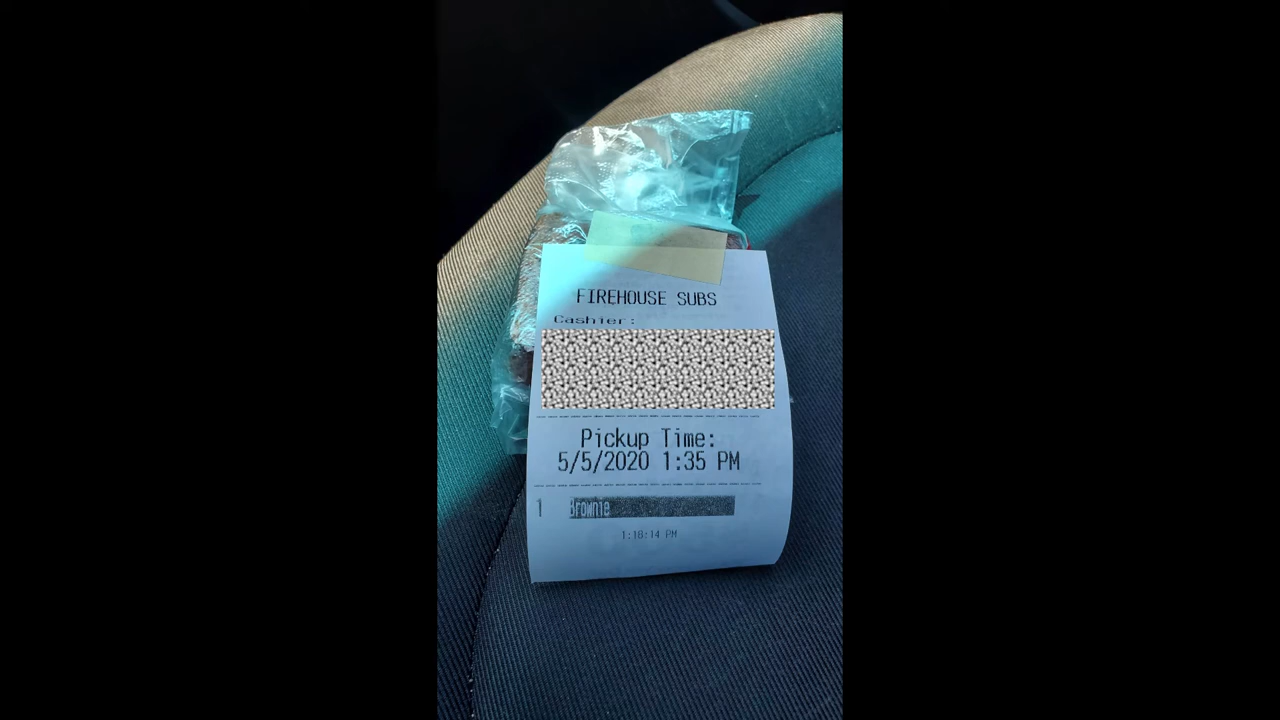 FIREHOUSE SUBS
Cashier:
Pickup Time:
5/5/2020 1:35 PM
1 Brownie
1:18:14 PM